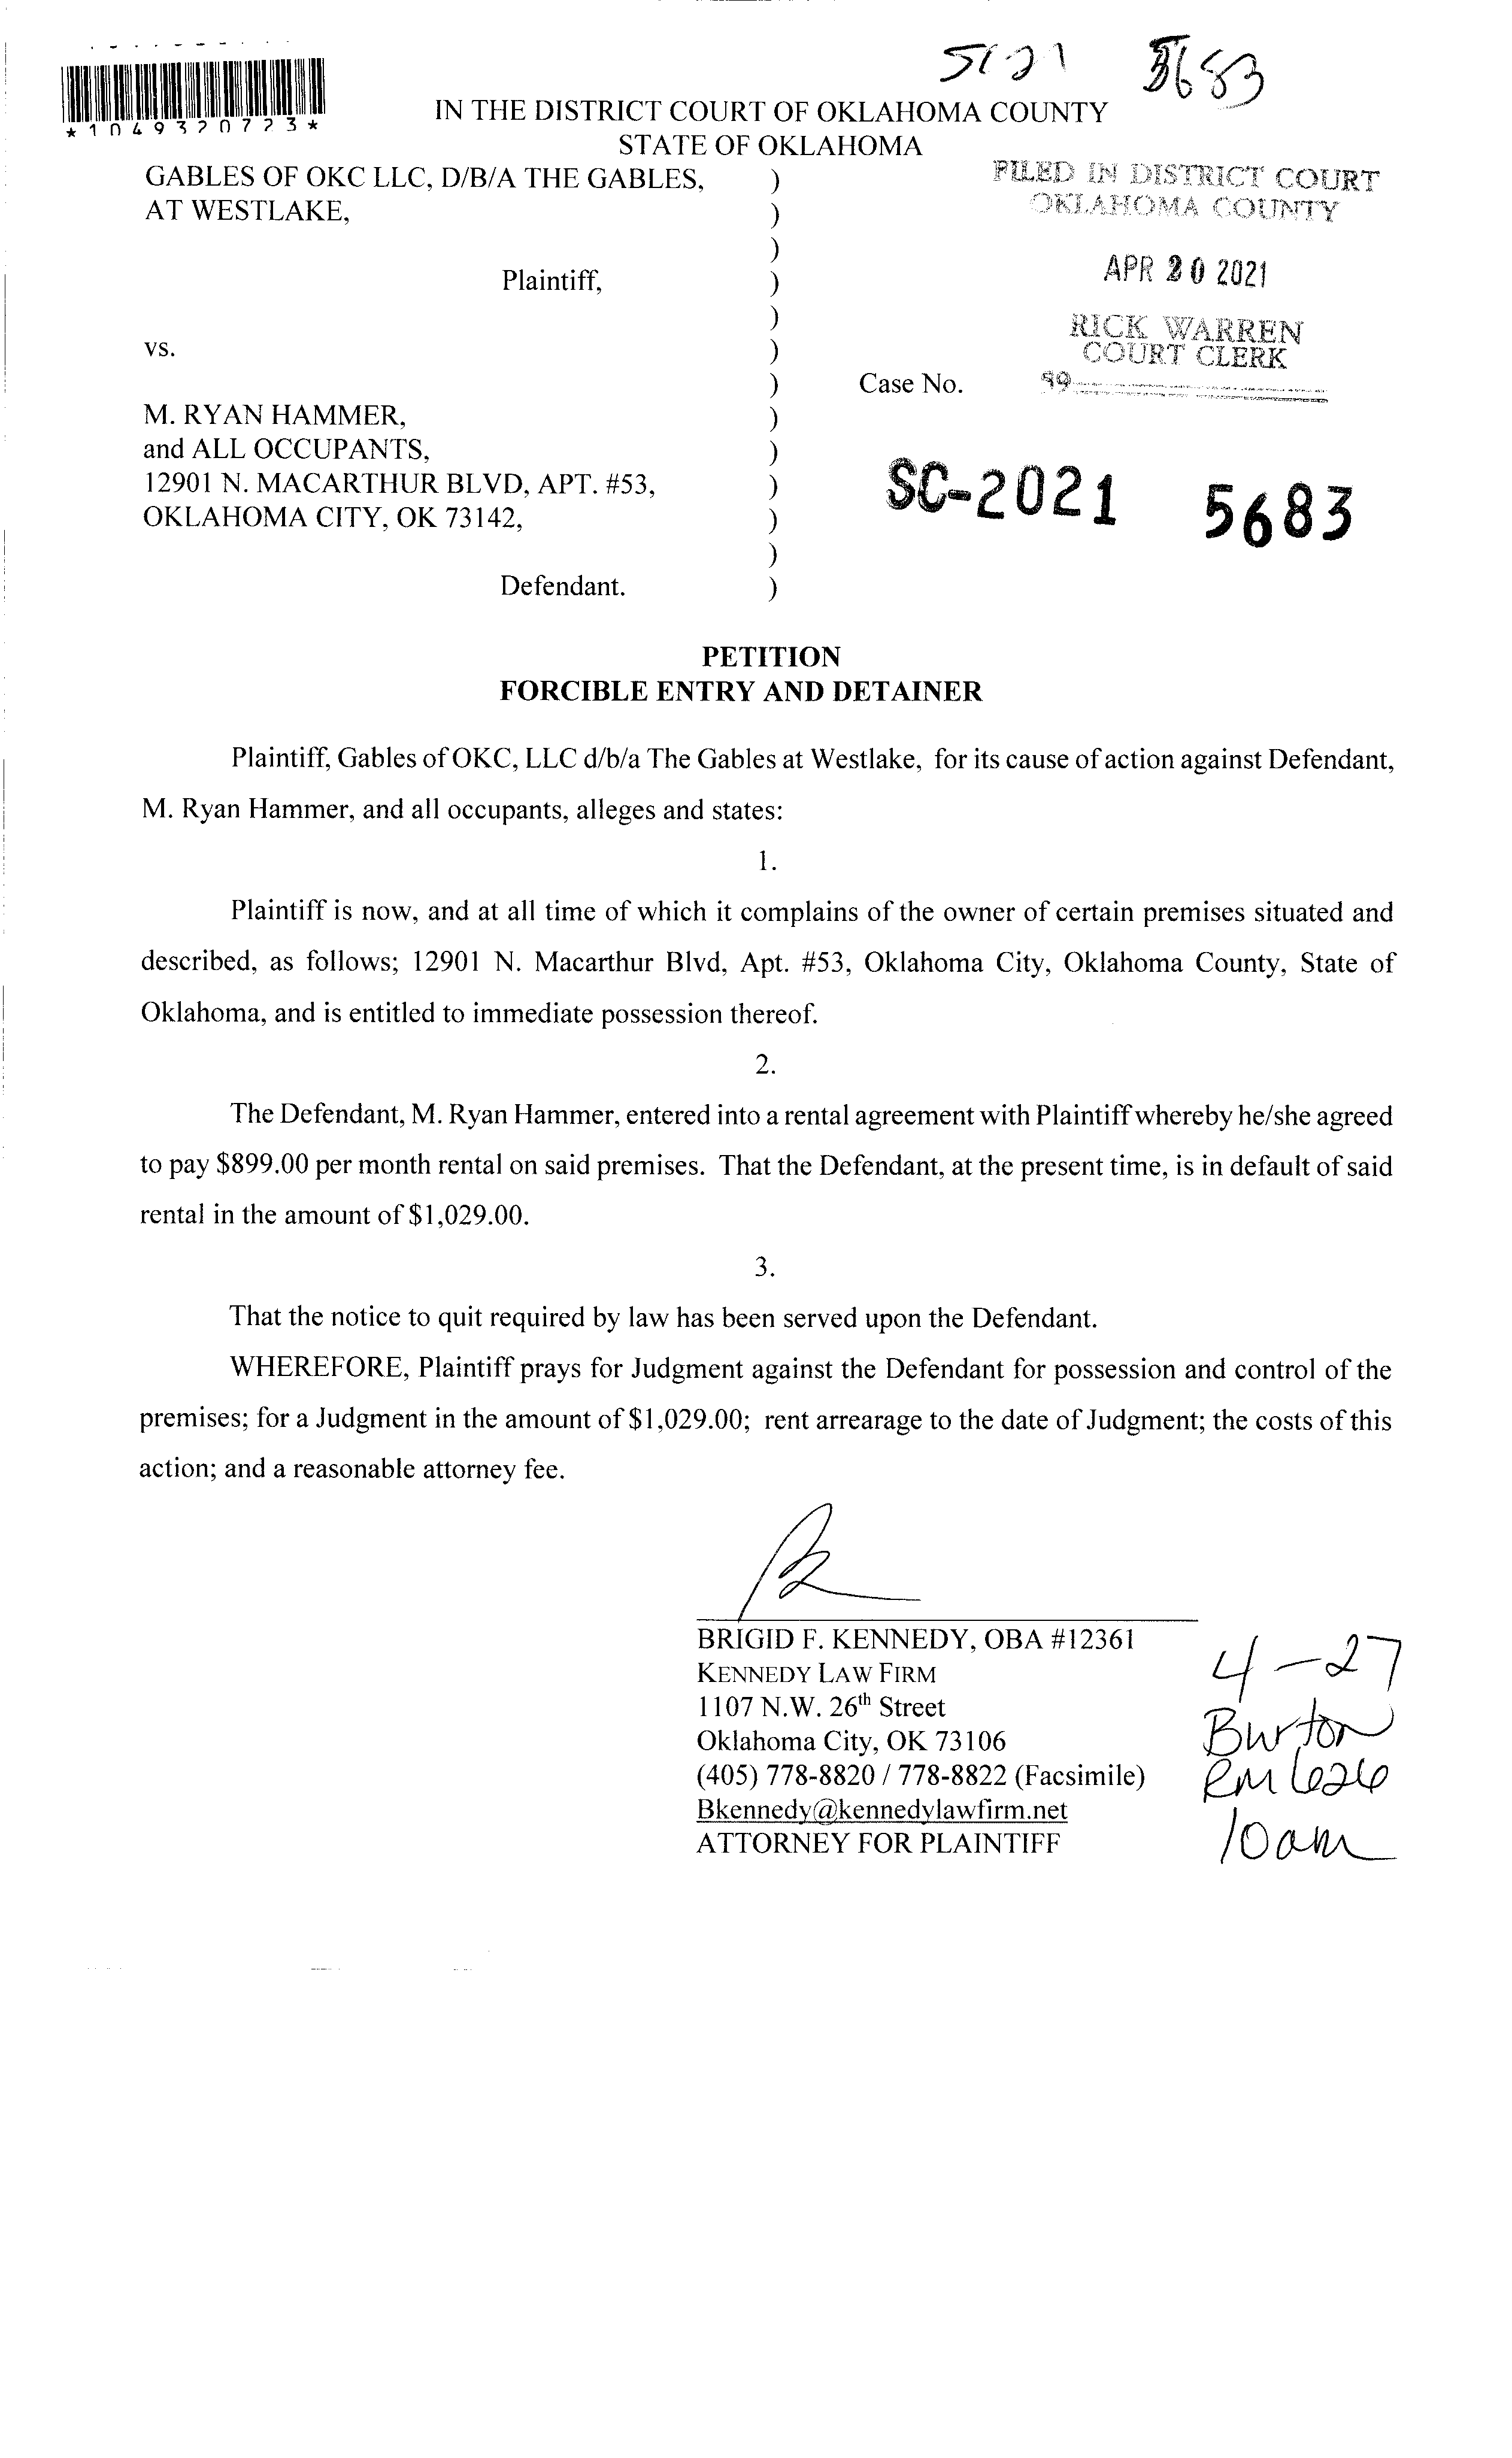 5683
*1049320723*
IN THE DISTRICT COURT OF OKLAHOMA COUNTY
STATE OF OKLAHOMA
GABLES OF OKC LLC, D/B/A THE GABLES, )
AT WESTLAKE, )
)
Plaintiff, )
)
vs. )
)
M. RYAN HAMMER, )
and ALL OCCUPANTS, )
12901 N. MACARTHUR BLVD, APT. #53, )
OKLAHOMA CITY, OK 73142, )
)
Defendant. )
FILED IN DISTRICT COURT
OKLAHOMA COUNTY
APR 20 2021
RICK WARREN
COURT CLERK
Case No. 99
SC-2021 5683
PETITION
FORCIBLE ENTRY AND DETAINER
Plaintiff, Gables of OKC, LLC d/b/a The Gables at Westlake, for its cause of action against Defendant,
M. Ryan Hammer, and all occupants, alleges and states:
1.
Plaintiff is now, and at all time of which it complains of the owner of certain premises situated and
described, as follows; 12901 N. Macarthur Blvd, Apt. #53, Oklahoma City, Oklahoma County, State of
Oklahoma, and is entitled to immediate possession thereof.
2.
The Defendant, M. Ryan Hammer, entered into a rental agreement with Plaintiff whereby he/she agreed
to pay $899.00 per month rental on said premises. That the Defendant, at the present time, is in default of said
rental in the amount of $1,029.00.
3.
That the notice to quit required by law has been served upon the Defendant.
WHEREFORE, Plaintiff prays for Judgment against the Defendant for possession and control of the
premises; for a Judgment in the amount of $1,029.00; rent arrearage to the date of Judgment; the costs of this
action; and a reasonable attorney fee.
BRIGID F. KENNEDY, OBA #12361
KENNEDY LAW FIRM
1107 N.W. 26th Street
Oklahoma City, OK 73106
(405) 778-8820 / 778-8822 (Facsimile)
Bkennedy@kennedylawfirm.net
ATTORNEY FOR PLAINTIFF
4-27
Burton
RM 626
10am